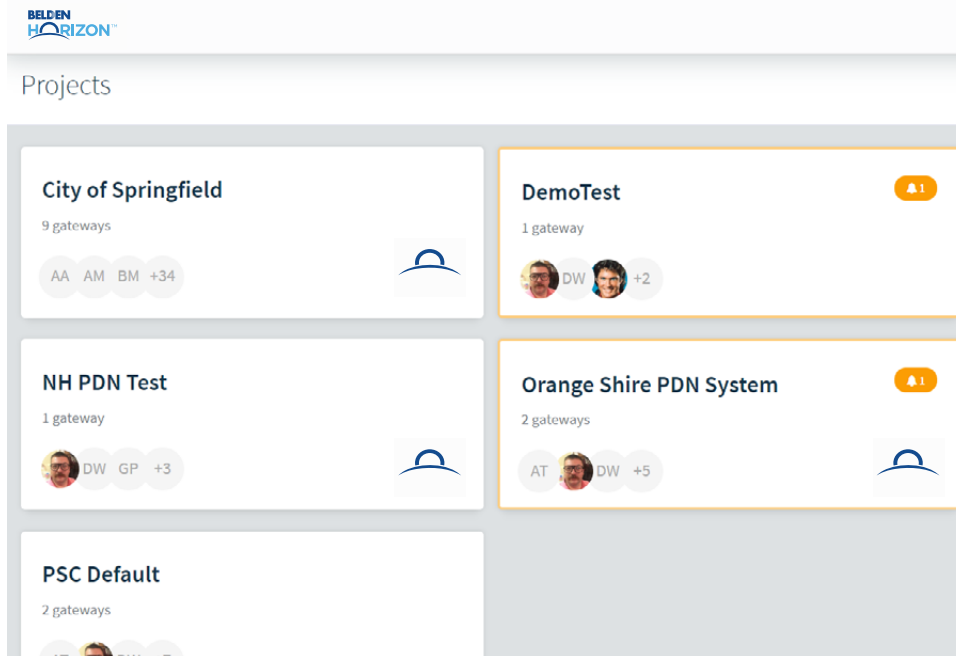 BELDEN
HORIZON™
Projects
City of Springfield
9 gateways
AA AM BM +34
DemoTest
1
1 gateway
DW +2
NH PDN Test
1 gateway
DW GP +3
Orange Shire PDN System
1
2 gateways
AT DW +5
PSC Default
2 gateways